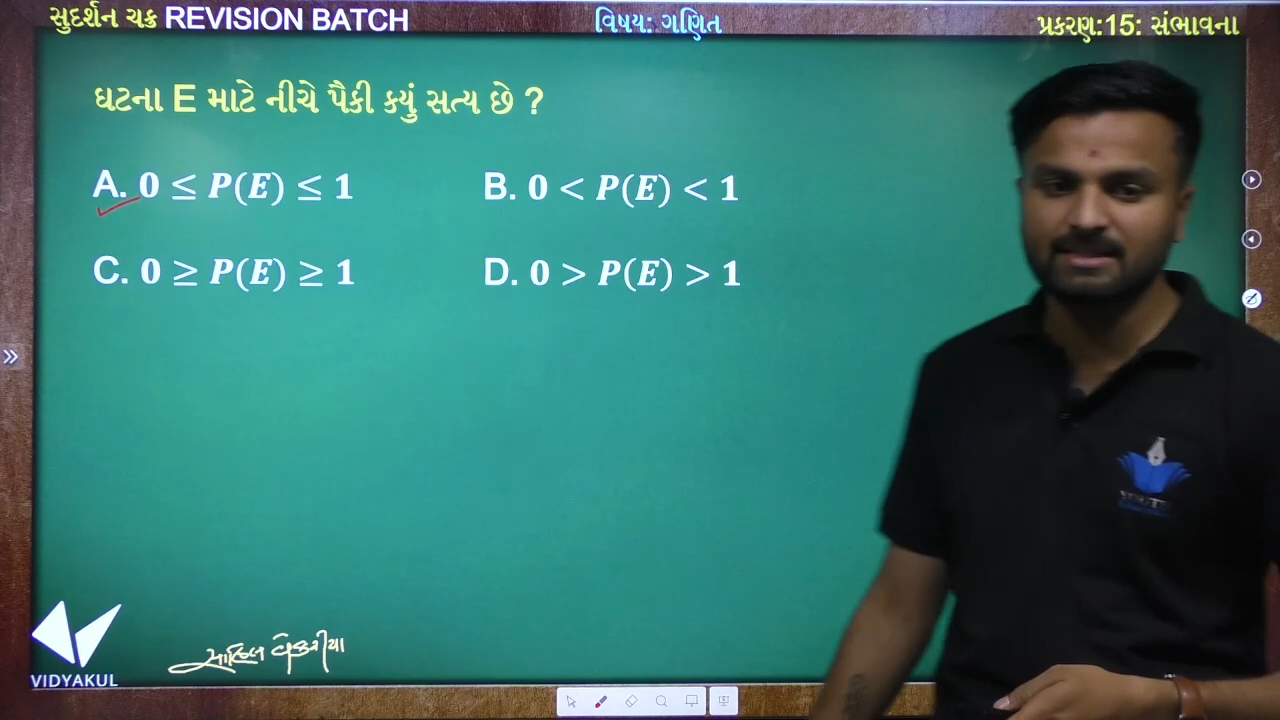 સુદર્શન ચક્ર REVISION BATCH
વિષય: ગણિત
પ્રકરણ:15: સંભાવના
ઘટના E માટે નીચે પૈકી કયું સત્ય છે ?
A. 0 ≤ P(E) ≤ 1
B. 0 < P(E) < 1
C. 0 ≥ P(E) ≥ 1
D. 0 > P(E) > 1
VIDYAKUL